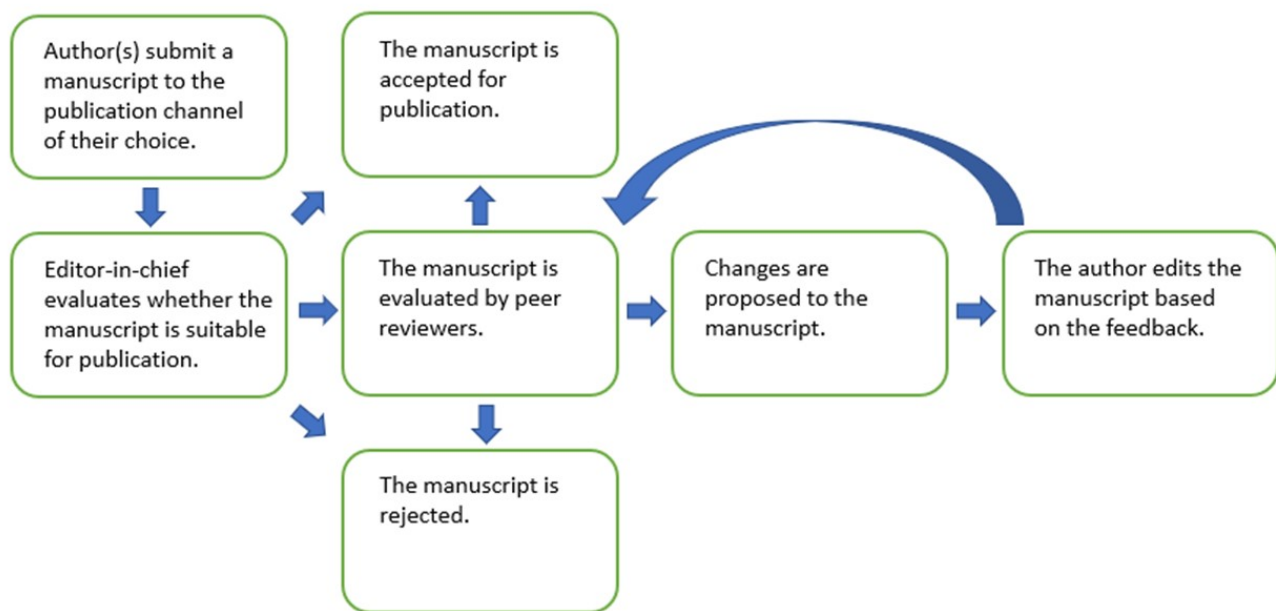 Author(s) submit a
manuscript to the
publication channel
of their choice.
The manuscript is
accepted for
publication.
Editor-in-chief
evaluates whether the
manuscript is suitable
for publication.
The manuscript is
evaluated by peer
reviewers.
Changes are
proposed to the
manuscript.
The author edits the
manuscript based
on the feedback.
The manuscript is
rejected.